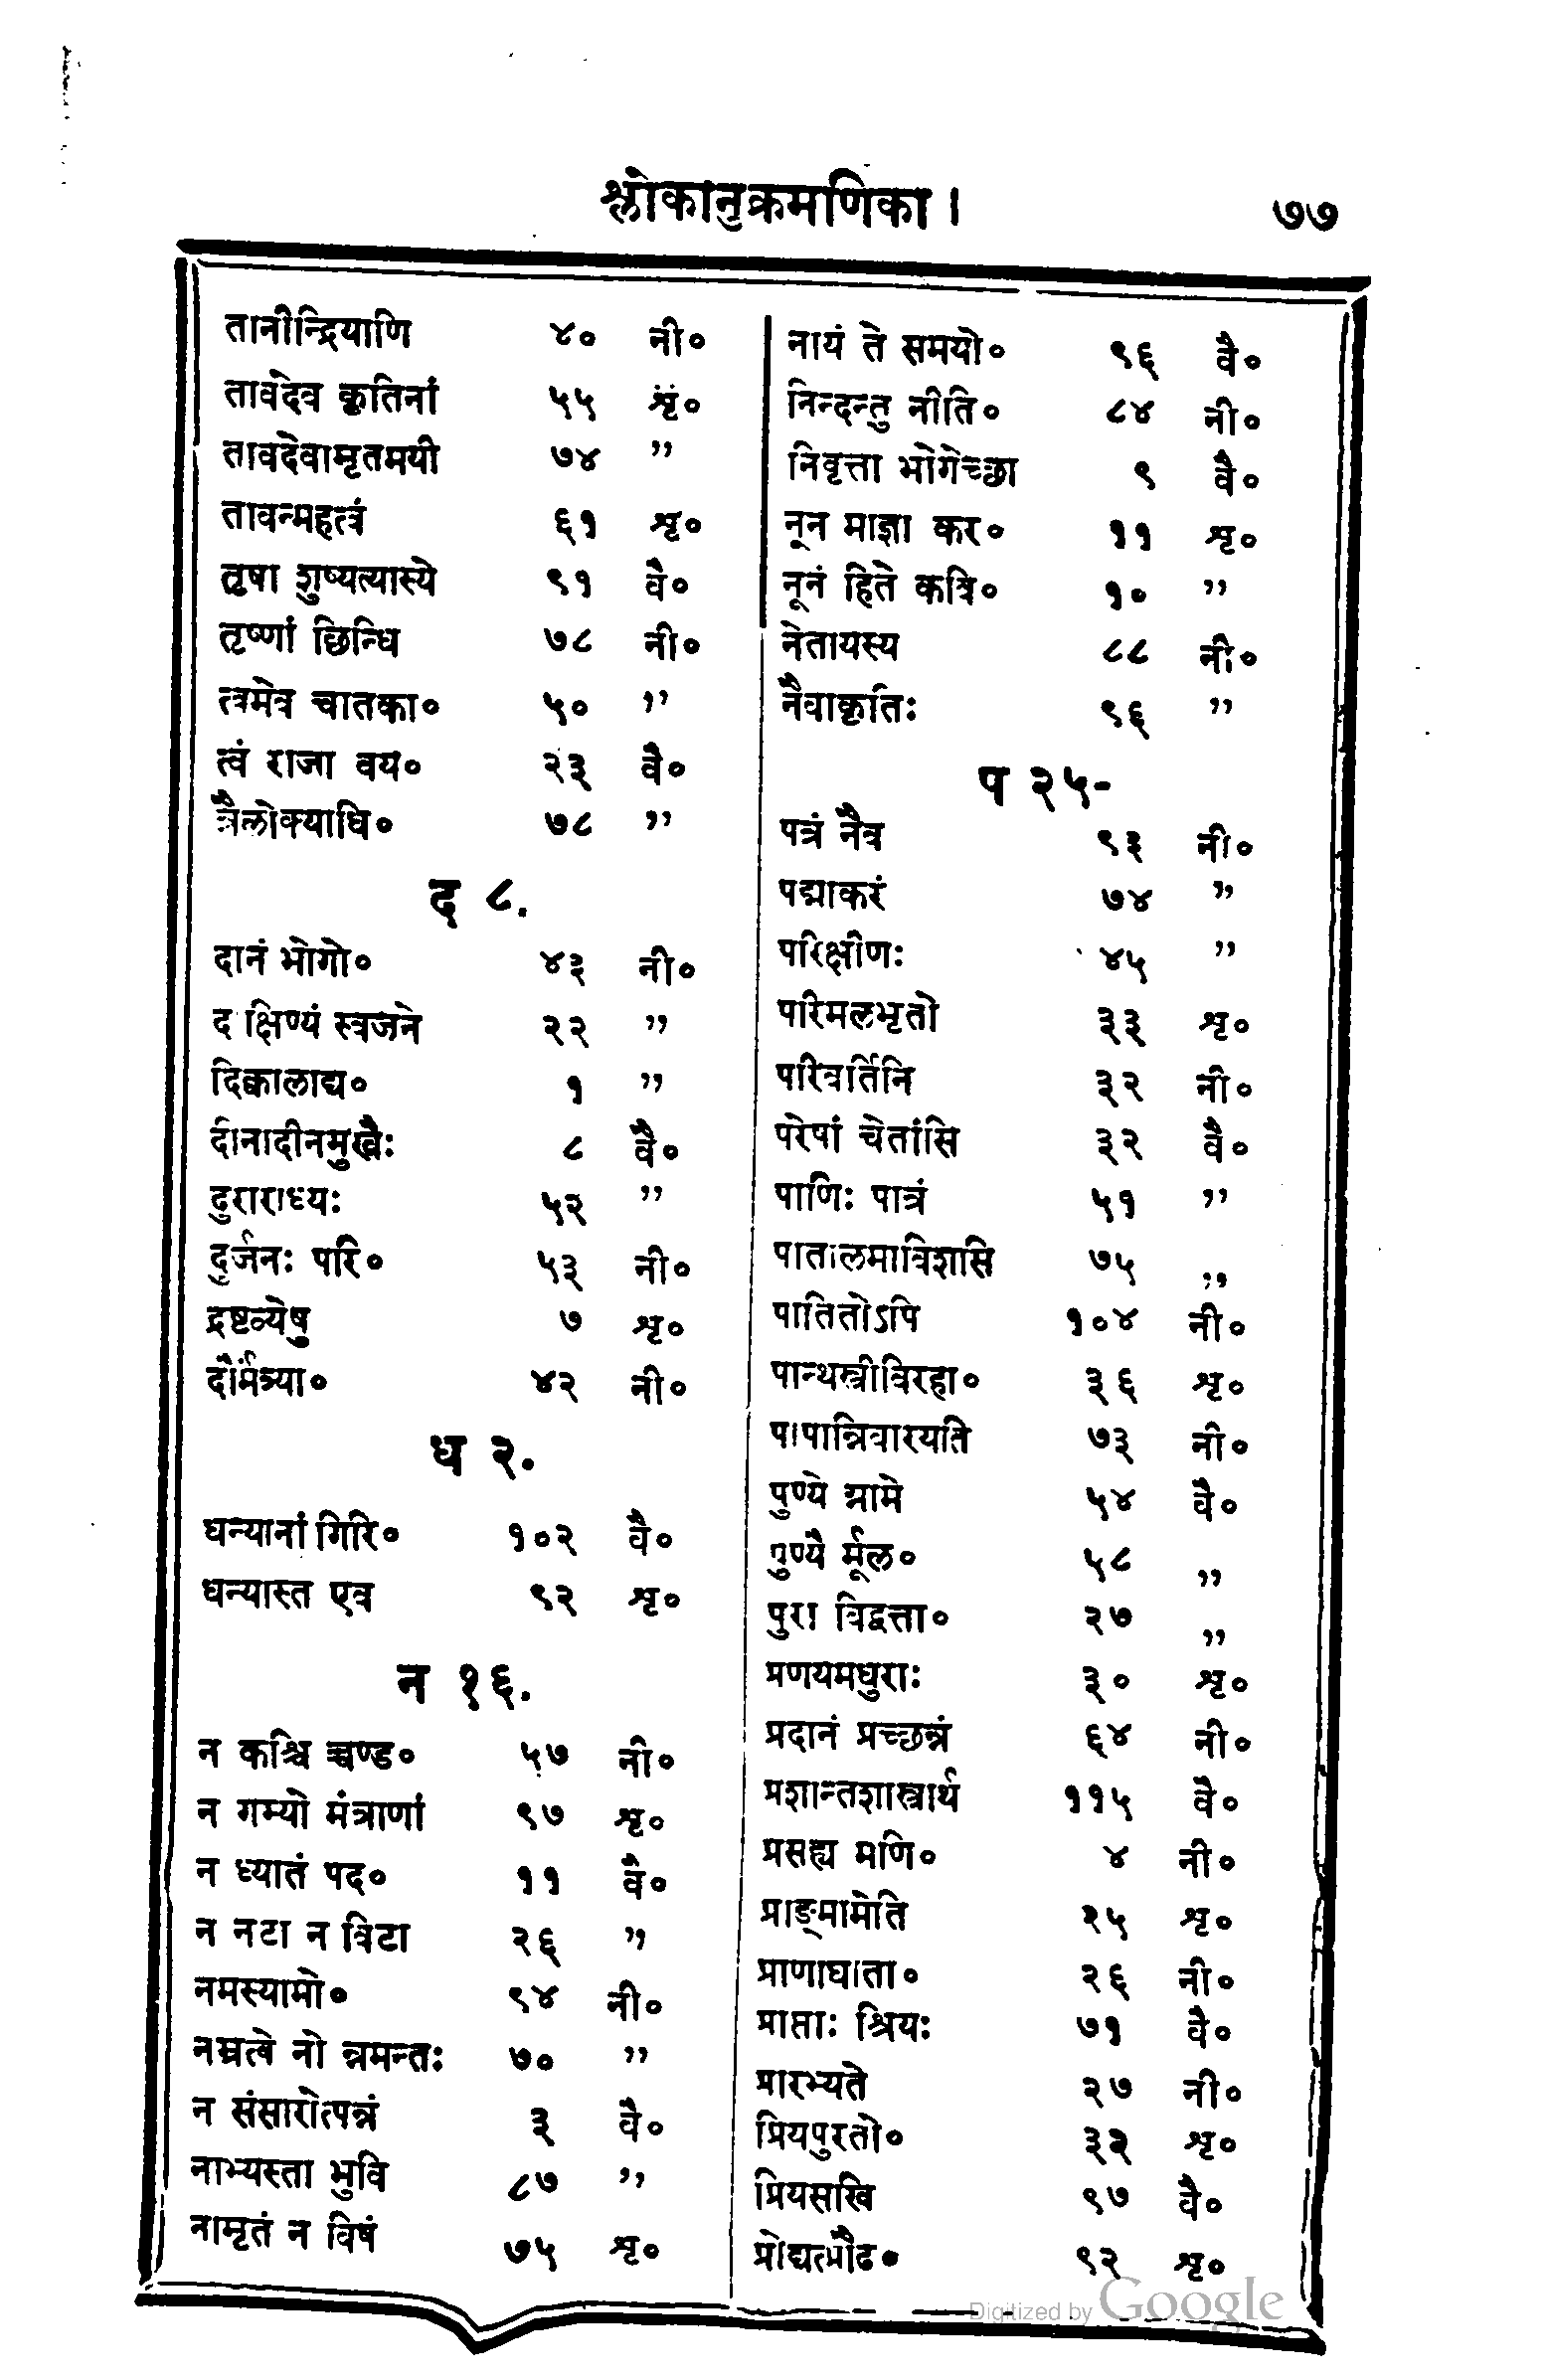 श्लोकानुक्रमणिका । ७७
तानीन्द्रियाणि ४० नी०
तावदेव कृतिनां ५५ शृं०
तावदेवामृतमयी ७४ ”
तावन्महत्वं ६१ शृ०
तृषा शुष्यत्यास्ये ९१ वै०
तृष्णां छिन्धि ७८ नी०
त्वमेव चातका० ५० ”
त्वं राजा वय० २३ वै०
त्रैलोक्याधि० ७८ ”
द ८.
दानं भोगो० ४३ नी०
दाक्षिण्यं स्वजने २२ ”
दिक्कालाद्य० १ ”
दीनादीनमुखैः ८ वै०
दुराराध्यः ५२ ”
दुर्जनः परि० ५३ नी०
द्रष्टव्येषु ७ शृ०
दौर्मंत्र्या० ४२ नी०
ध २.
धन्यानां गिरि० १०२ वै०
धन्यास्त एव ९२ शृ०
न १६.
न कश्चि च्चण्ड० ५७ नी०
न गम्यो मंत्राणां ९७ शृ०
न ध्यातं पद० ११ वै०
न नटा न विटा २६ ”
नमस्यामो० ९४ नी०
नम्रत्वे नो न्नमन्तः ७० ”
न संसारोत्पन्नं ३ वै०
नाभ्यस्ता भुवि ८७ ”
नामृतं न विषं ७५ शृ०
नायं ते समयो० ९६ वै०
निन्दन्तु नीति० ८४ नी०
निवृत्ता भोगेच्छा ९ वै०
नून माज्ञा कर० ११ शृ०
नूनं हिते कवि० १० ”
नेतायस्य ८८ नी०
नैवाकृतिः ९६ ”
प २५-
पत्रं नैव ९३ नी०
पद्माकरं ७४ ”
परिक्षीणः ४५ ”
परिमलभृतो ३३ शृ०
परिवर्तिनि ३२ नी०
परेषां चेतांसि ३२ वै०
पाणिः पात्रं ५१ ”
पातालमाविशसि ७५ ,,
पातितोऽपि १०४ नी०
पान्थस्त्रीविरहा० ३६ शृ०
पापान्निवारयति ७३ नी०
पुण्ये ग्रामे ५४ वै०
पुण्यै र्मूल० ५८ ,,
पुरा विद्वत्ता० २७ ,,
प्रणयमधुराः ३० शृ०
प्रदानं प्रच्छन्नं ६४ नी०
प्रशान्तशास्त्रार्थ ११५ वै०
प्रसह्य मणि० ४ नी०
प्राङ्मामेति २५ शृ०
प्राणाघाता० २६ नी०
प्राप्ताः श्रियः ७१ वै०
प्रारभ्यते २७ नी०
प्रियपुरतो० ३२ शृ०
प्रियसखि ९७ वै०
प्रोद्यत्प्रौढ० ९२ शृ०
Digitized by Google